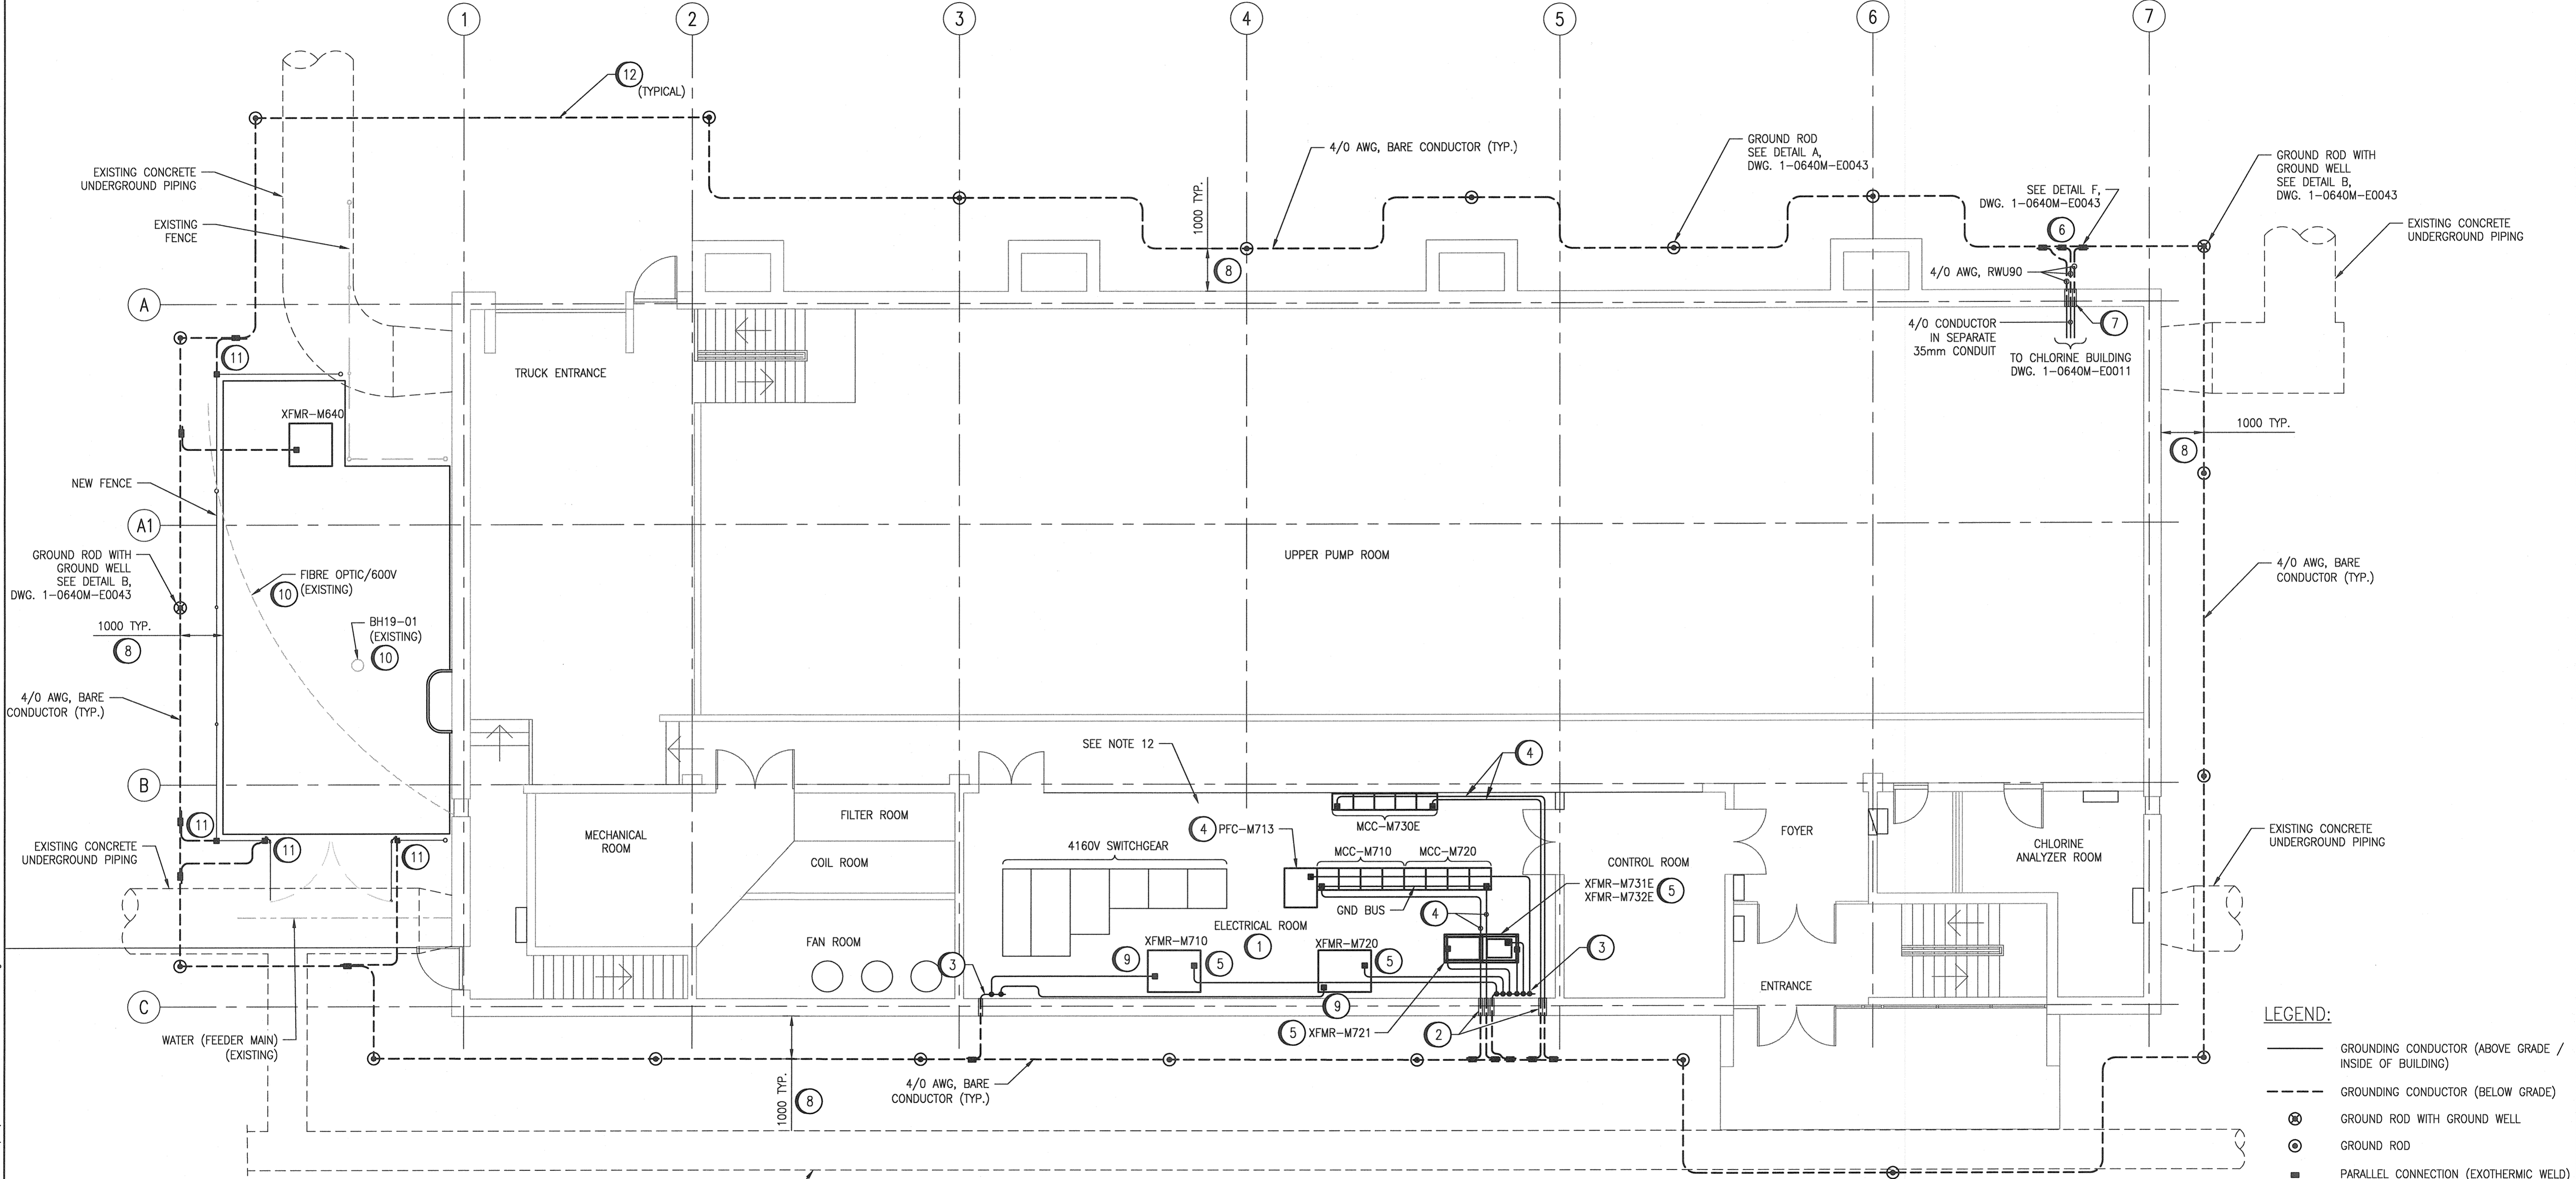 1
2
3
4
5
6
7
12
(TYPICAL)
EXISTING CONCRETE
UNDERGROUND PIPING
EXISTING
FENCE
4/0 AWG, BARE CONDUCTOR (TYP.)
1000 TYP.
8
GROUND ROD
SEE DETAIL A,
DWG. 1-0640M-E0043
SEE DETAIL F,
DWG. 1-0640M-E0043
6
GROUND ROD WITH
GROUND WELL
SEE DETAIL B,
DWG. 1-0640M-E0043
EXISTING CONCRETE
UNDERGROUND PIPING
4/0 AWG, RWU90
4/0 CONDUCTOR
IN SEPARATE
35mm CONDUIT
7
TO CHLORINE BUILDING
DWG. 1-0640M-E0011
A
11
TRUCK ENTRANCE
XFMR-M640
1000 TYP.
8
NEW FENCE
A1
GROUND ROD WITH
GROUND WELL
SEE DETAIL B,
DWG. 1-0640M-E0043
FIBRE OPTIC/600V
(EXISTING)
10
UPPER PUMP ROOM
4/0 AWG, BARE
CONDUCTOR (TYP.)
1000 TYP.
8
BH19-01
(EXISTING)
10
4/0 AWG, BARE
CONDUCTOR (TYP.)
SEE NOTE 12
4
B
11
EXISTING CONCRETE
UNDERGROUND PIPING
11
11
MECHANICAL
ROOM
FILTER ROOM
COIL ROOM
FAN ROOM
4160V SWITCHGEAR
4
PFC-M713
MCC-M730E
MCC-M710
MCC-M720
GND BUS
4
ELECTRICAL ROOM
1
CONTROL ROOM
XFMR-M731E
XFMR-M732E
5
FOYER
CHLORINE
ANALYZER ROOM
EXISTING CONCRETE
UNDERGROUND PIPING
XFMR-M710
9
5
XFMR-M720
5
9
3
3
ENTRANCE
C
WATER (FEEDER MAIN)
(EXISTING)
5
XFMR-M721
2
4/0 AWG, BARE
CONDUCTOR (TYP.)
1000 TYP.
8
LEGEND:
GROUNDING CONDUCTOR (ABOVE GRADE /
INSIDE OF BUILDING)
GROUNDING CONDUCTOR (BELOW GRADE)
GROUND ROD WITH GROUND WELL
GROUND ROD
PARALLEL CONNECTION (EXOTHERMIC WELD)